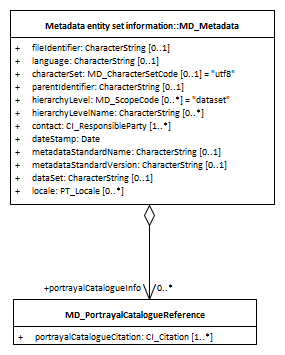 Metadata entity set information::MD_Metadata
+ fileIdentifier: CharacterString [0..1]
+ language: CharacterString [0..1]
+ characterSet: MD_CharacterSetCode [0..1] = "utf8"
+ parentIdentifier: CharacterString [0..1]
+ hierarchyLevel: MD_ScopeCode [0..*] = "dataset"
+ hierarchyLevelName: CharacterString [0..*]
+ contact: CI_ResponsibleParty [1..*]
+ dateStamp: Date
+ metadataStandardName: CharacterString [0..1]
+ metadataStandardVersion: CharacterString [0..1]
+ dataSet: CharacterString [0..1]
+ locale: PT_Locale [0..*]
+portrayalCatalogueInfo 0..*
MD_PortrayalCatalogueReference
+ portrayalCatalogueCitation: CI_Citation [1..*]